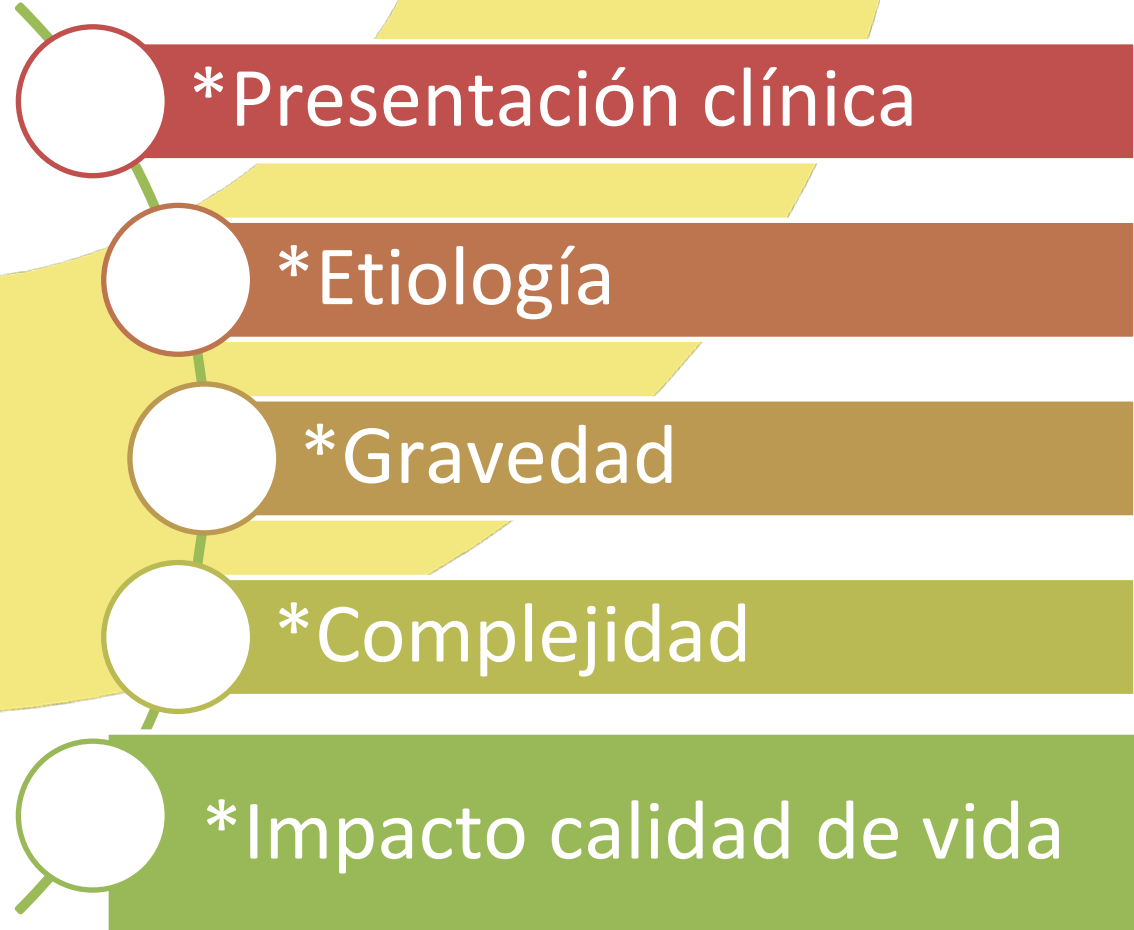 *Presentación clínica
*Etiología
*Gravedad
*Complejidad
*Impacto calidad de vida